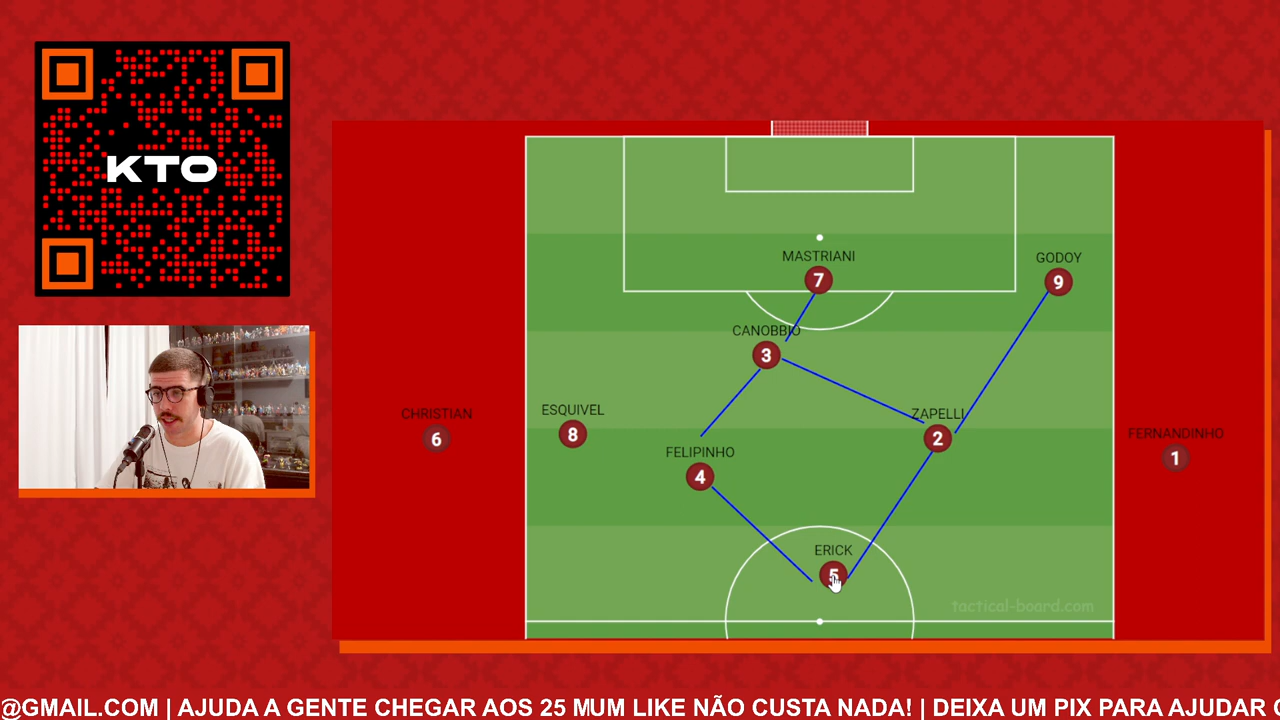 KTO
MASTRIANI
7
GODOY
9
CANOBBIO
3
CHRISTIAN
6
ESQUIVEL
8
ZAPELLI
2
FERNANDINHO
1
FELIPINHO
4
ERICK
5
tactical-board.com
@GMAIL.COM | AJUDA A GENTE CHEGAR AOS 25 MUM LIKE NÃO CUSTA NADA! | DEIXA UM PIX PARA AJUDAR